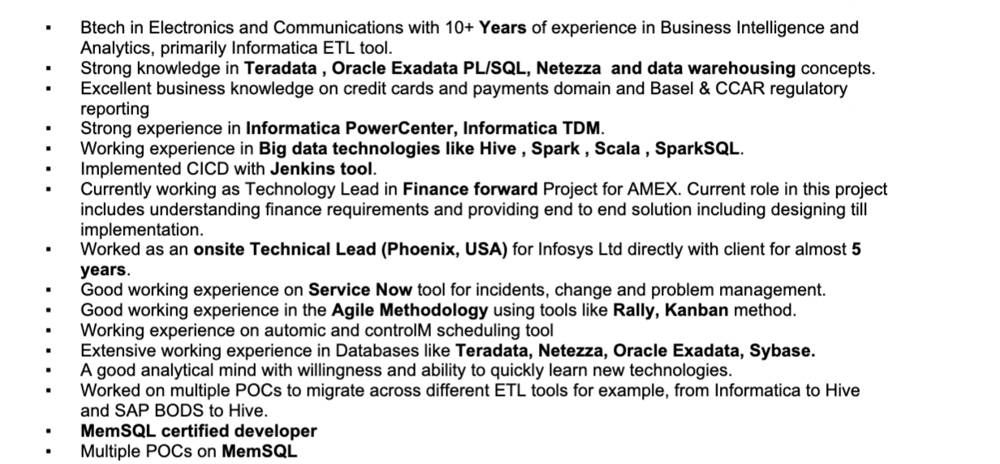 ▪ Btech in Electronics and Communications with 10+ Years of experience in Business Intelligence and
Analytics, primarily Informatica ETL tool.
▪ Strong knowledge in Teradata , Oracle Exadata PL/SQL, Netezza  and data warehousing concepts.
▪ Excellent business knowledge on credit cards and payments domain and Basel & CCAR regulatory
reporting
▪ Strong experience in Informatica PowerCenter, Informatica TDM.
▪ Working experience in Big data technologies like Hive , Spark , Scala , SparkSQL.
▪ Implemented CICD with Jenkins tool.
▪ Currently working as Technology Lead in Finance forward Project for AMEX. Current role in this project
includes understanding finance requirements and providing end to end solution including designing till
implementation.
▪ Worked as an onsite Technical Lead (Phoenix, USA) for Infosys Ltd directly with client for almost 5
years.
▪ Good working experience on Service Now tool for incidents, change and problem management.
▪ Good working experience in the Agile Methodology using tools like Rally, Kanban method.
▪ Working experience on automic and controlM scheduling tool
▪ Extensive working experience in Databases like Teradata, Netezza, Oracle Exadata, Sybase.
▪ A good analytical mind with willingness and ability to quickly learn new technologies.
▪ Worked on multiple POCs to migrate across different ETL tools for example, from Informatica to Hive
and SAP BODS to Hive.
▪ MemSQL certified developer
▪ Multiple POCs on MemSQL